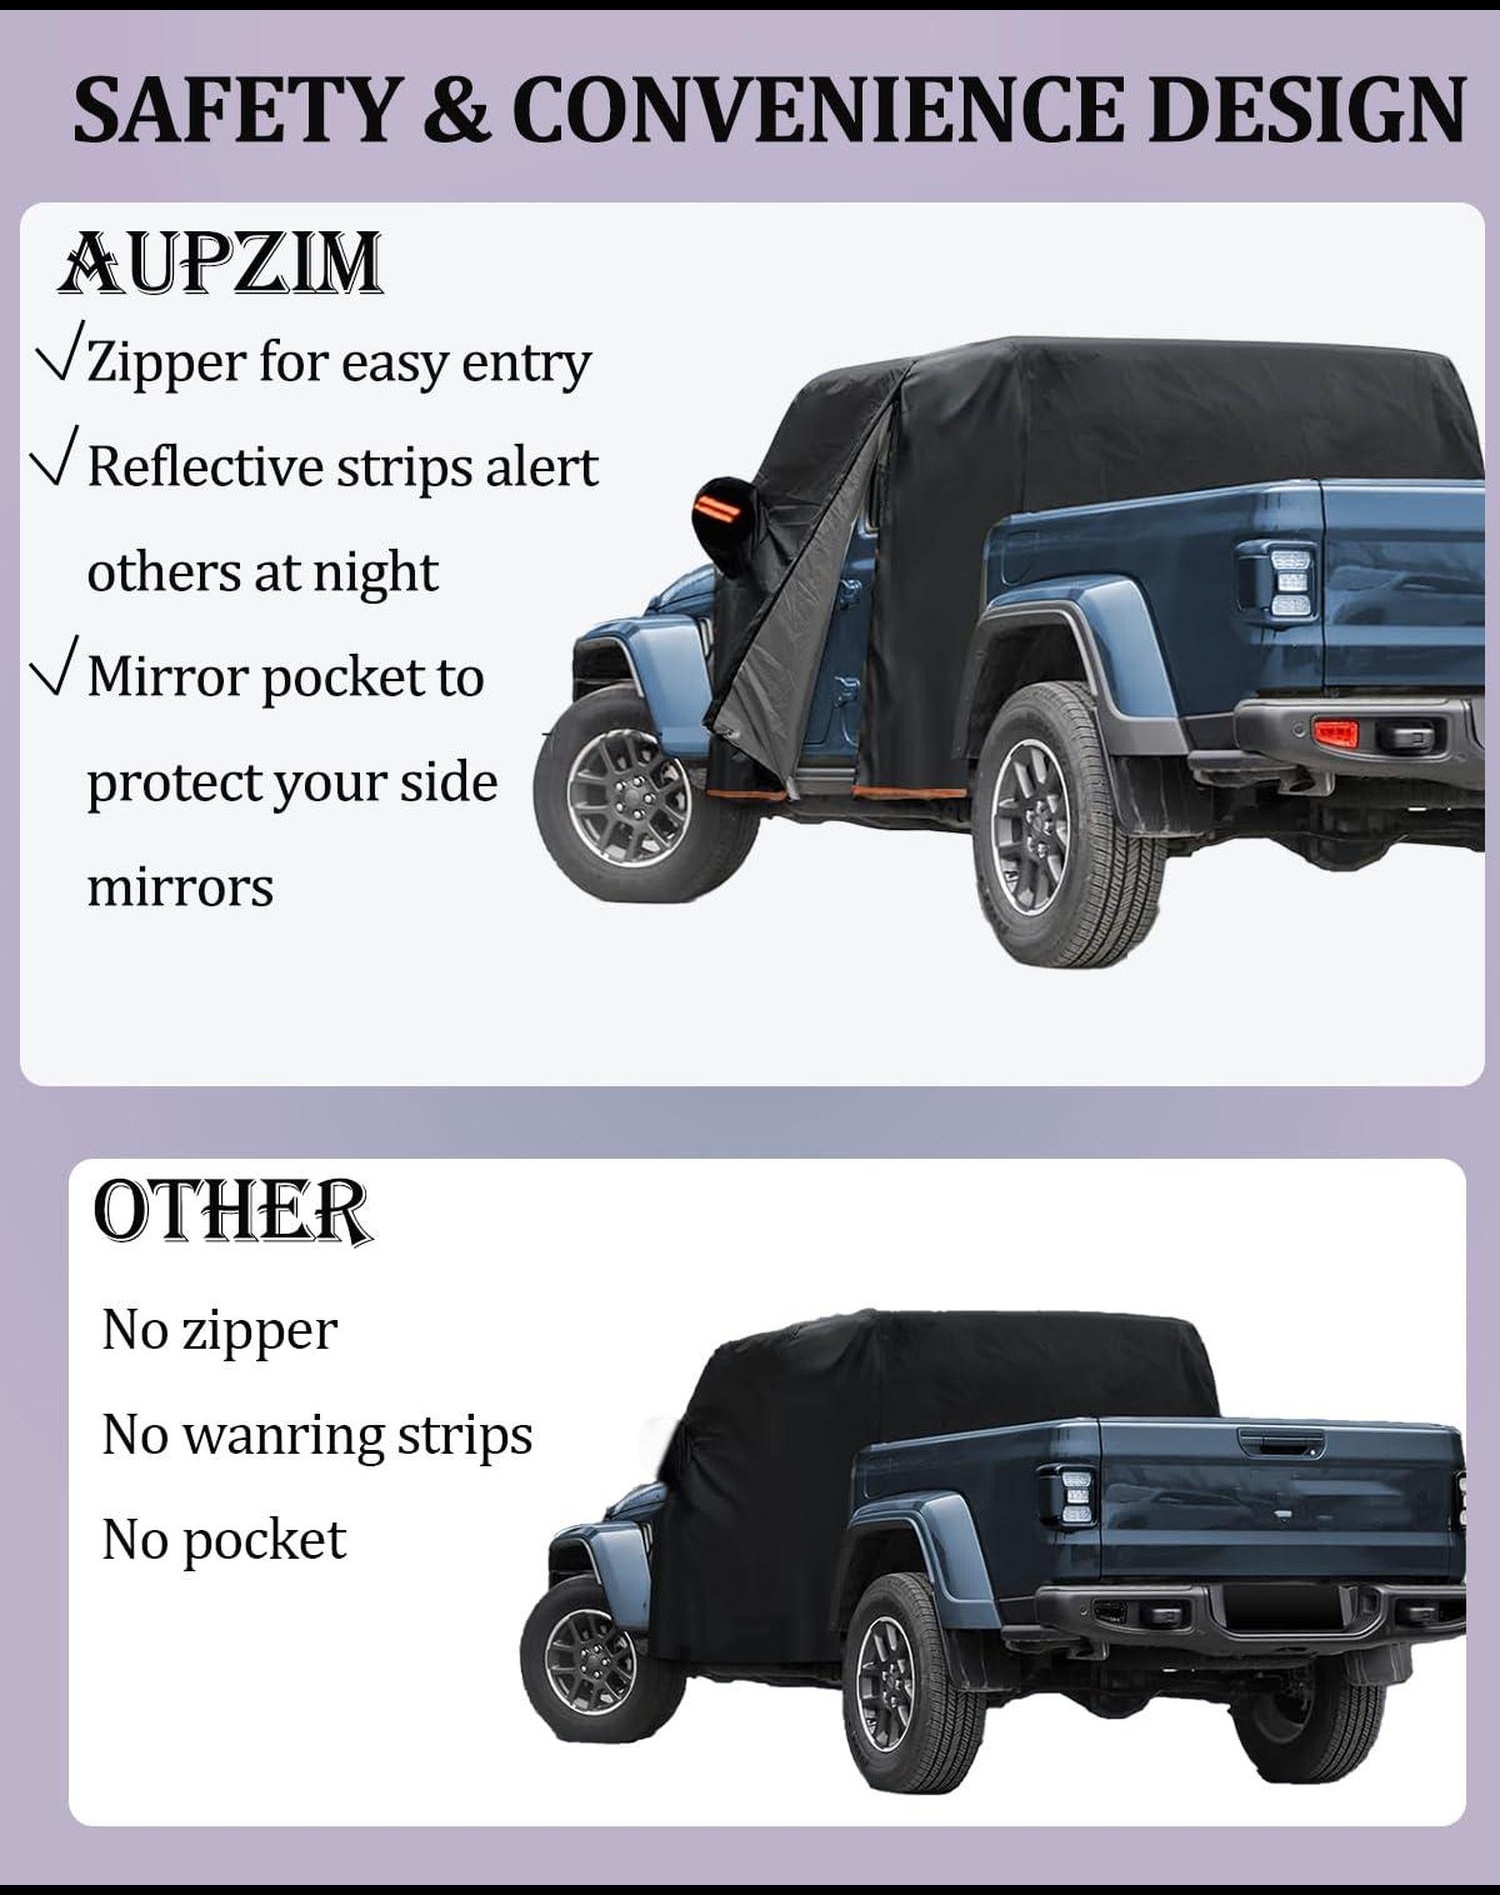 SAFETY & CONVENIENCE DESIGN
AUPZIM
Zipper for easy entry
Reflective strips alert
others at night
Mirror pocket to
protect your side
mirrors
OTHER
No zipper
No wanring strips
No pocket